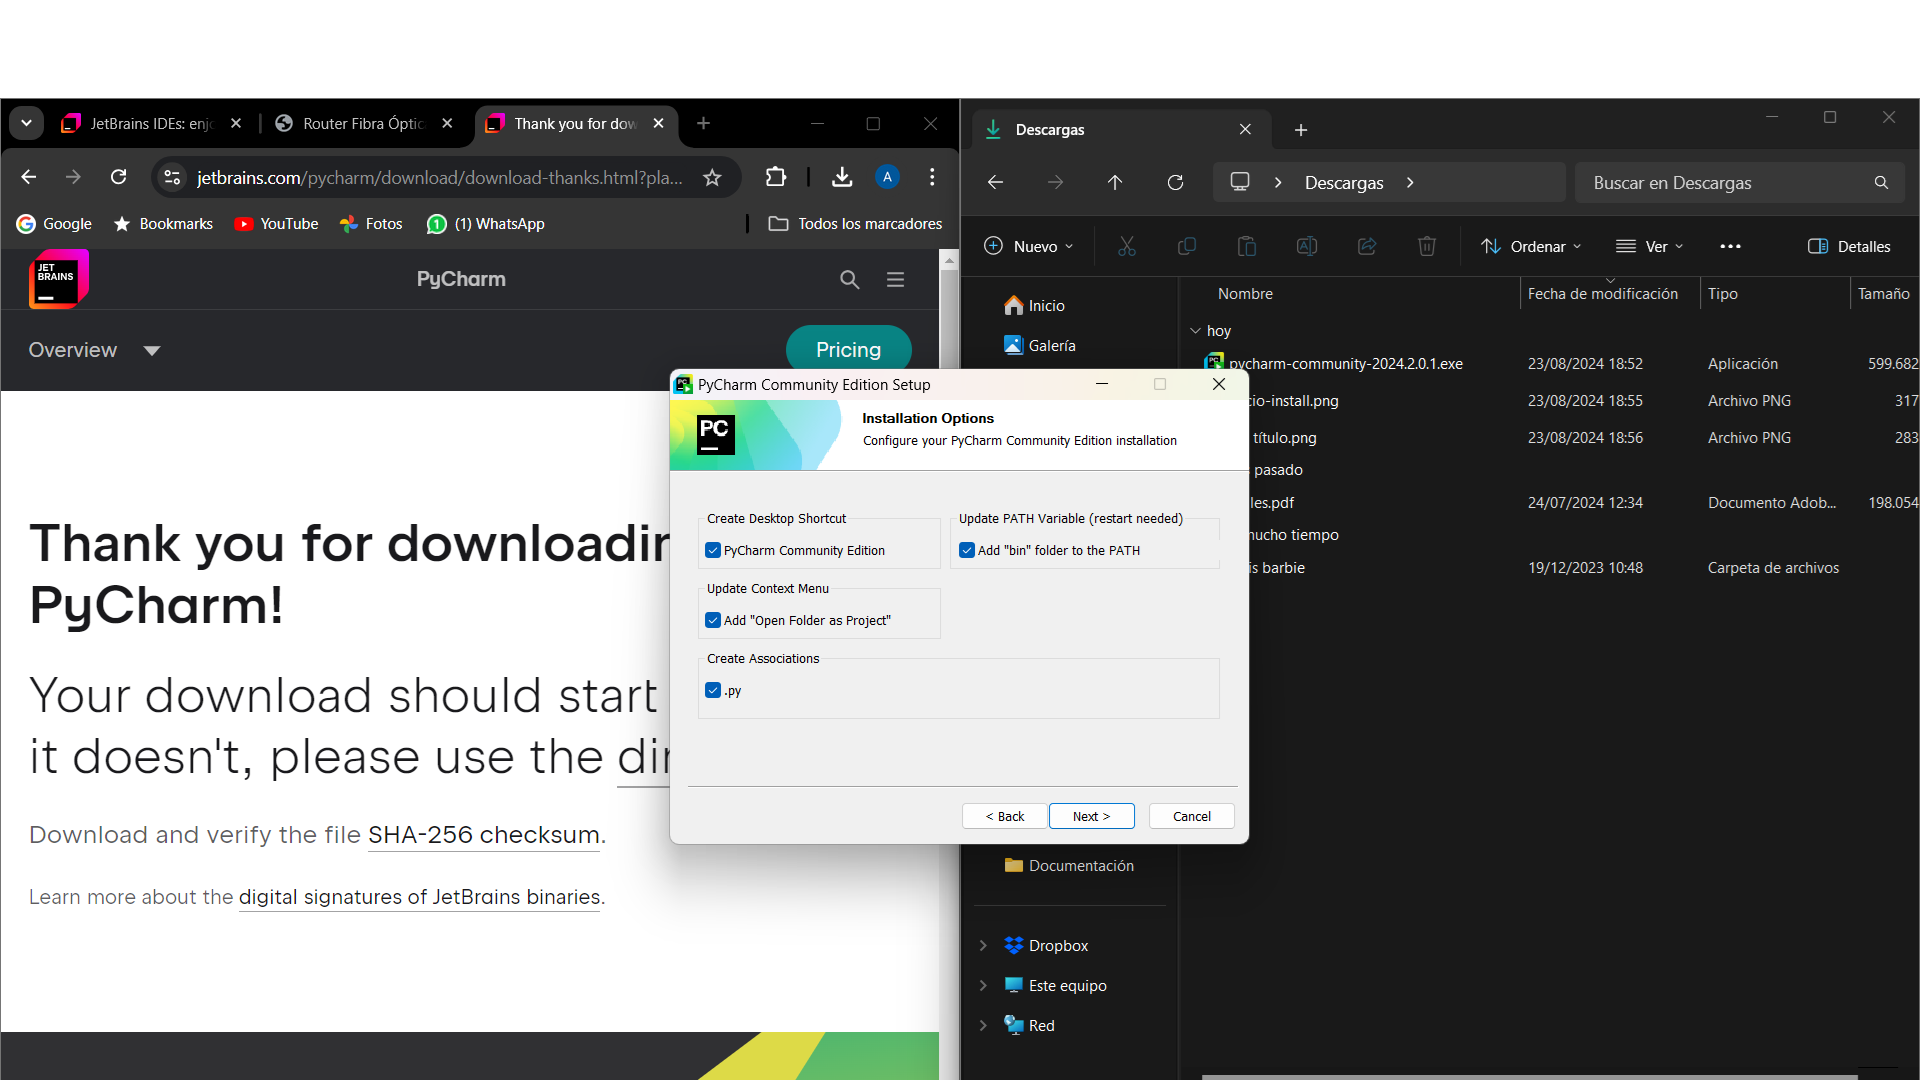 JetBrains IDEs: enj
Router Fibra Óptic
Thank you for dow
jetbrains.com/pycharm/download/download-thanks.html?pla...
A
Google
Bookmarks
YouTube
Fotos
(1) WhatsApp
Todos los marcadores
JET
BRAINS
PyCharm
Overview
Pricing
Thank you for downloadin
PyCharm!
Your download should start
it doesn't, please use the dir
Download and verify the file SHA-256 checksum.
Learn more about the digital signatures of JetBrains binaries.
PyCharm Community Edition Setup
PC
Installation Options
Configure your PyCharm Community Edition installation
Create Desktop Shortcut
PyCharm Community Edition
Update PATH Variable (restart needed)
Add "bin" folder to the PATH
Update Context Menu
Add "Open Folder as Project"
Create Associations
.py
< Back
Next >
Cancel
Descargas
Descargas
Buscar en Descargas
Nuevo
Ordenar
Ver
Detalles
Inicio
Galería
Documentación
Dropbox
Este equipo
Red
Nombre
Fecha de modificación
Tipo
Tamaño
hoy
pycharm-community-2024.2.0.1.exe
23/08/2024 18:52
Aplicación
599.682
cio-install.png
23/08/2024 18:55
Archivo PNG
317
título.png
23/08/2024 18:56
Archivo PNG
283
pasado
les.pdf
24/07/2024 12:34
Documento Adob...
198.054
mucho tiempo
is barbie
19/12/2023 10:48
Carpeta de archivos